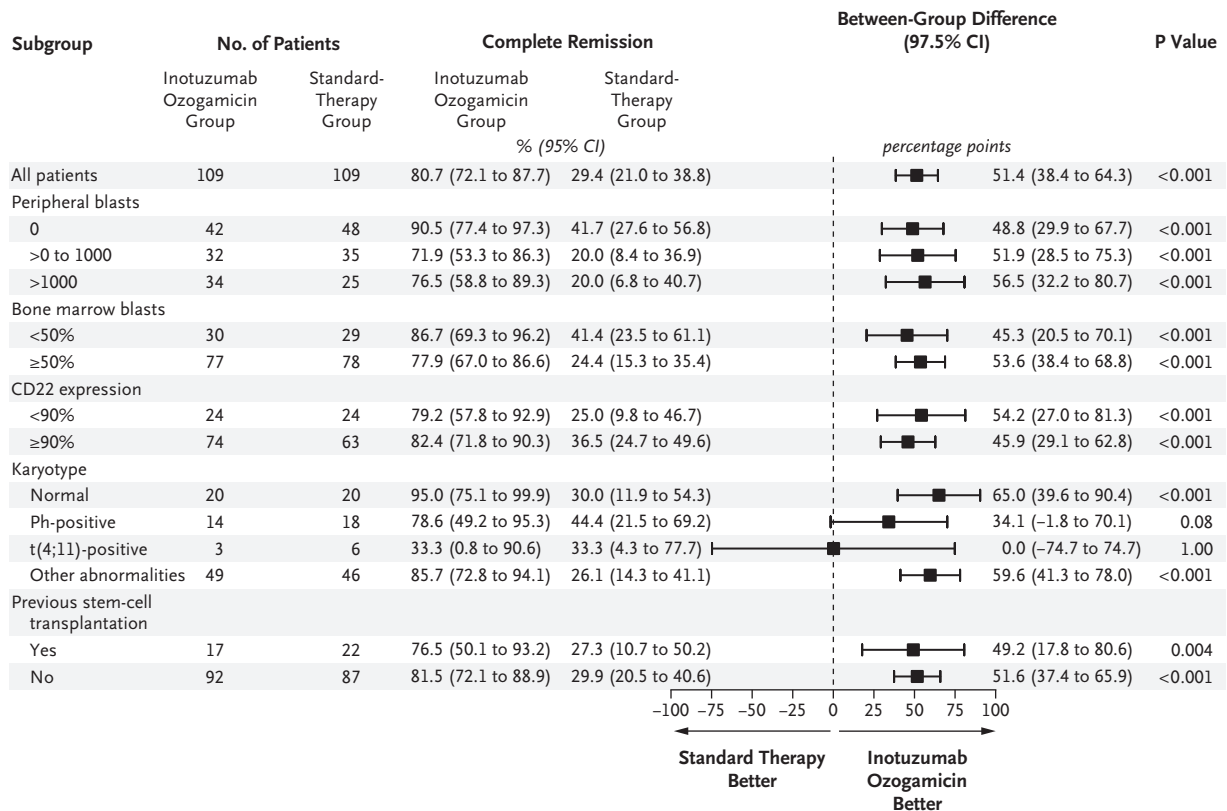 Subgroup No. of Patients Complete Remission Between-Group Difference (97.5% CI) P Value
Inotuzumab Ozogamicin Group Standard-Therapy Group Inotuzumab Ozogamicin Group Standard-Therapy Group
% (95% CI) percentage points
All patients 109 109 80.7 (72.1 to 87.7) 29.4 (21.0 to 38.8) 51.4 (38.4 to 64.3) <0.001
Peripheral blasts
0 42 48 90.5 (77.4 to 97.3) 41.7 (27.6 to 56.8) 48.8 (29.9 to 67.7) <0.001
>0 to 1000 32 35 71.9 (53.3 to 86.3) 20.0 (8.4 to 36.9) 51.9 (28.5 to 75.3) <0.001
>1000 34 25 76.5 (58.8 to 89.3) 20.0 (6.8 to 40.7) 56.5 (32.2 to 80.7) <0.001
Bone marrow blasts
<50% 30 29 86.7 (69.3 to 96.2) 41.4 (23.5 to 61.1) 45.3 (20.5 to 70.1) <0.001
≥50% 77 78 77.9 (67.0 to 86.6) 24.4 (15.3 to 35.4) 53.6 (38.4 to 68.8) <0.001
CD22 expression
<90% 24 24 79.2 (57.8 to 92.9) 25.0 (9.8 to 46.7) 54.2 (27.0 to 81.3) <0.001
≥90% 74 63 82.4 (71.8 to 90.3) 36.5 (24.7 to 49.6) 45.9 (29.1 to 62.8) <0.001
Karyotype
Normal 20 20 95.0 (75.1 to 99.9) 30.0 (11.9 to 54.3) 65.0 (39.6 to 90.4) <0.001
Ph-positive 14 18 78.6 (49.2 to 95.3) 44.4 (21.5 to 69.2) 34.1 (−1.8 to 70.1) 0.08
t(4;11)-positive 3 6 33.3 (0.8 to 90.6) 33.3 (4.3 to 77.7) 0.0 (−74.7 to 74.7) 1.00
Other abnormalities 49 46 85.7 (72.8 to 94.1) 26.1 (14.3 to 41.1) 59.6 (41.3 to 78.0) <0.001
Previous stem-cell
transplantation
Yes 17 22 76.5 (50.1 to 93.2) 27.3 (10.7 to 50.2) 49.2 (17.8 to 80.6) 0.004
No 92 87 81.5 (72.1 to 88.9) 29.9 (20.5 to 40.6) 51.6 (37.4 to 65.9) <0.001
−100 −75 −50 −25 0 25 50 75 100
Standard Therapy Better Inotuzumab Ozogamicin Better